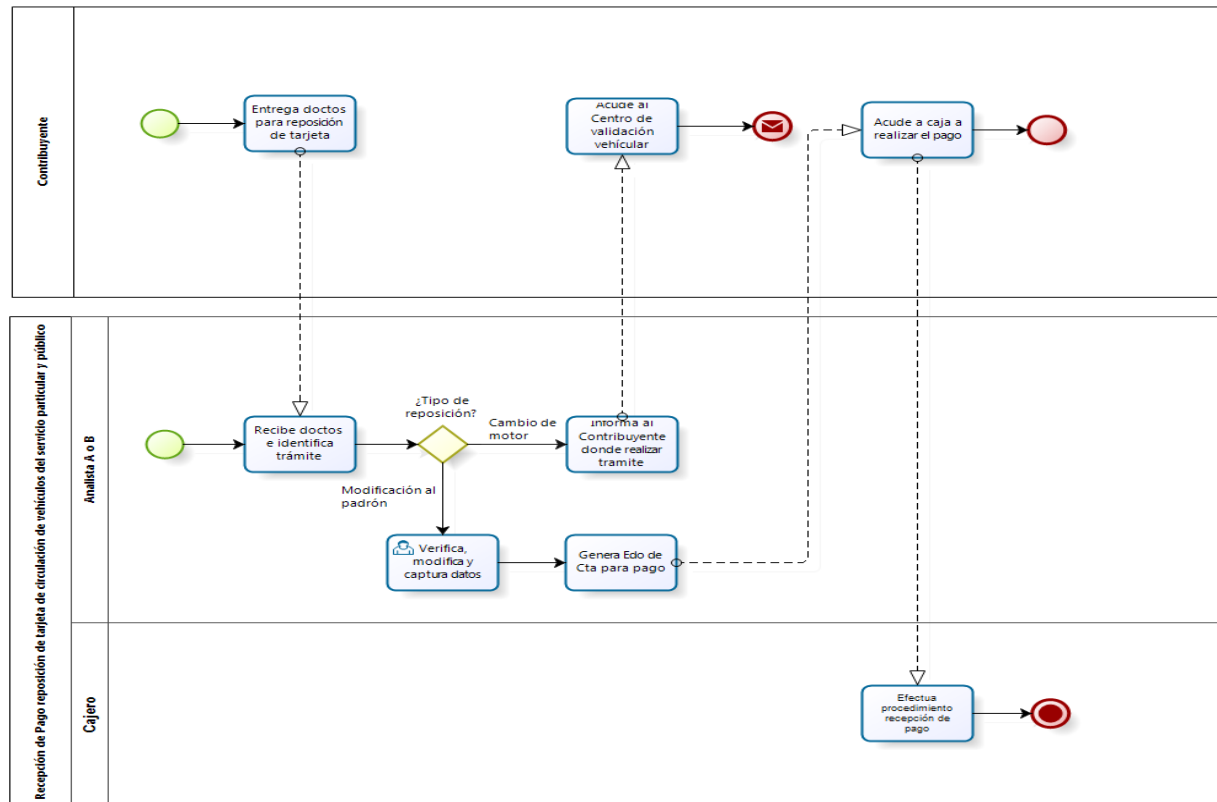 Contribuyente
Entrega doctos
para reposición
de tarjeta
Acude al
Centro de
validación
vehícular
Acude a caja a
realizar el pago
Recepción de Pago reposición de tarjeta de circulación de vehículos del servicio particular y público
Analista A o B
Recibe doctos
e identifica
trámite
¿Tipo de
reposición?
Cambio de
motor
Informa al
Contribuyente
donde realizar
tramite
Modificación al
padrón
Verifica,
modifica y
captura datos
Genera Edo de
Cta para pago
Cajero
Efectua
procedimiento
recepción de
pago